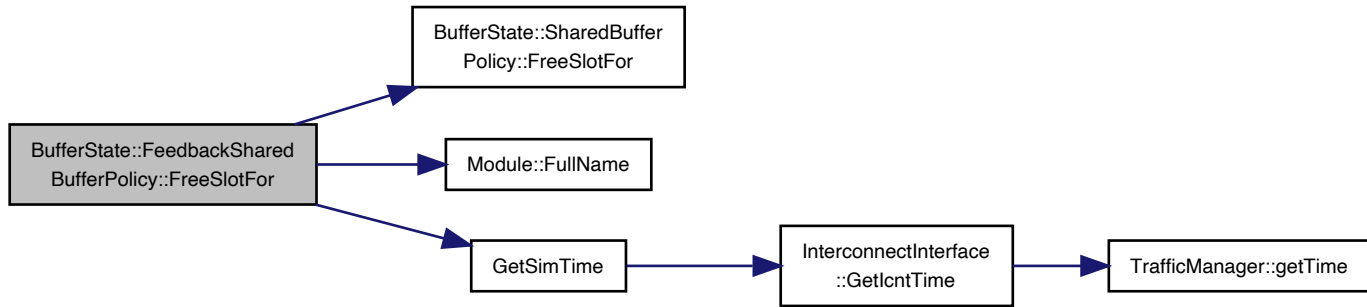 BufferState::SharedBuffer
Policy::FreeSlotFor
BufferState::FeedbackShared
BufferPolicy::FreeSlotFor
Module::FullName
GetSimTime
InterconnectInterface
::GetIcntTime
TrafficManager::getTime